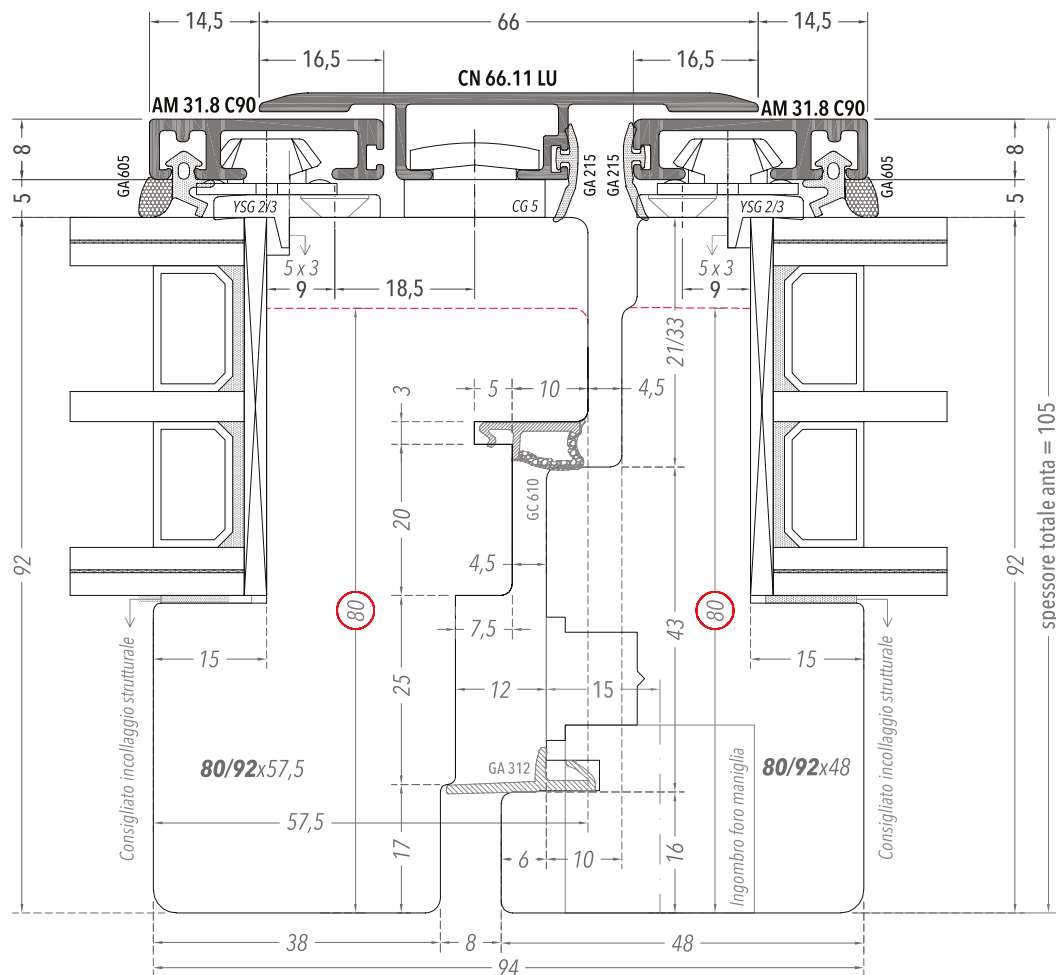 14,5
66
14,5
16,5
16,5
CN 66.11 LU
AM 31.8 C90
AM 31.8 C90
8
8
GA 605
GA 215
GA 215
GA 605
5
5
YSG 2/3
CG 5
YSG 2/3
5 x 3
5 x 3
9
18,5
9
21/33
3
5
10
4,5
spessore totale anta = 105
GC 610
20
92
4,5
92
80
80
7,5
43
15
15
12
15
25
Consigliato incollaggio strutturale
Consigliato incollaggio strutturale
80/92x57,5
GA 312
80/92x48
Ingombro foro maniglia
57,5
17
6
10
16
38
8
48
94